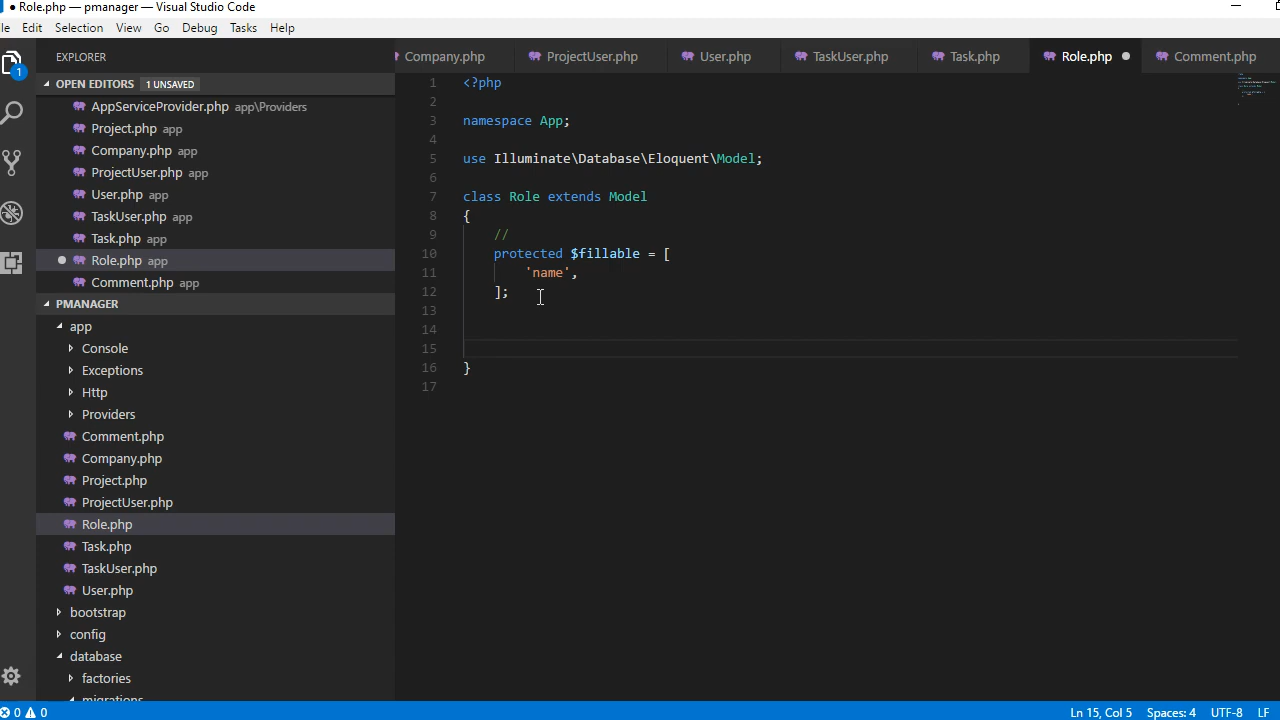 ● Role.php — pmanager — Visual Studio Code
le Edit Selection View Go Debug Tasks Help
EXPLORER
OPEN EDITORS 1 UNSAVED
AppServiceProvider.php app\Providers
Project.php app
Company.php app
ProjectUser.php app
User.php app
TaskUser.php app
Task.php app
Role.php app
Comment.php app
PMANAGER
app
Console
Exceptions
Http
Providers
Comment.php
Company.php
Project.php
ProjectUser.php
Role.php
Task.php
TaskUser.php
User.php
bootstrap
config
database
factories
migrations
1
Company.php ProjectUser.php User.php TaskUser.php Task.php Role.php Comment.php
1 <?php
2
3 namespace App;
4
5 use Illuminate\Database\Eloquent\Model;
6
7 class Role extends Model
8 {
9 //
10 protected $fillable = [
11 'name',
12 ];
13
14
15
16 }
17
0 0 Ln 15, Col 5 Spaces: 4 UTF-8 LF